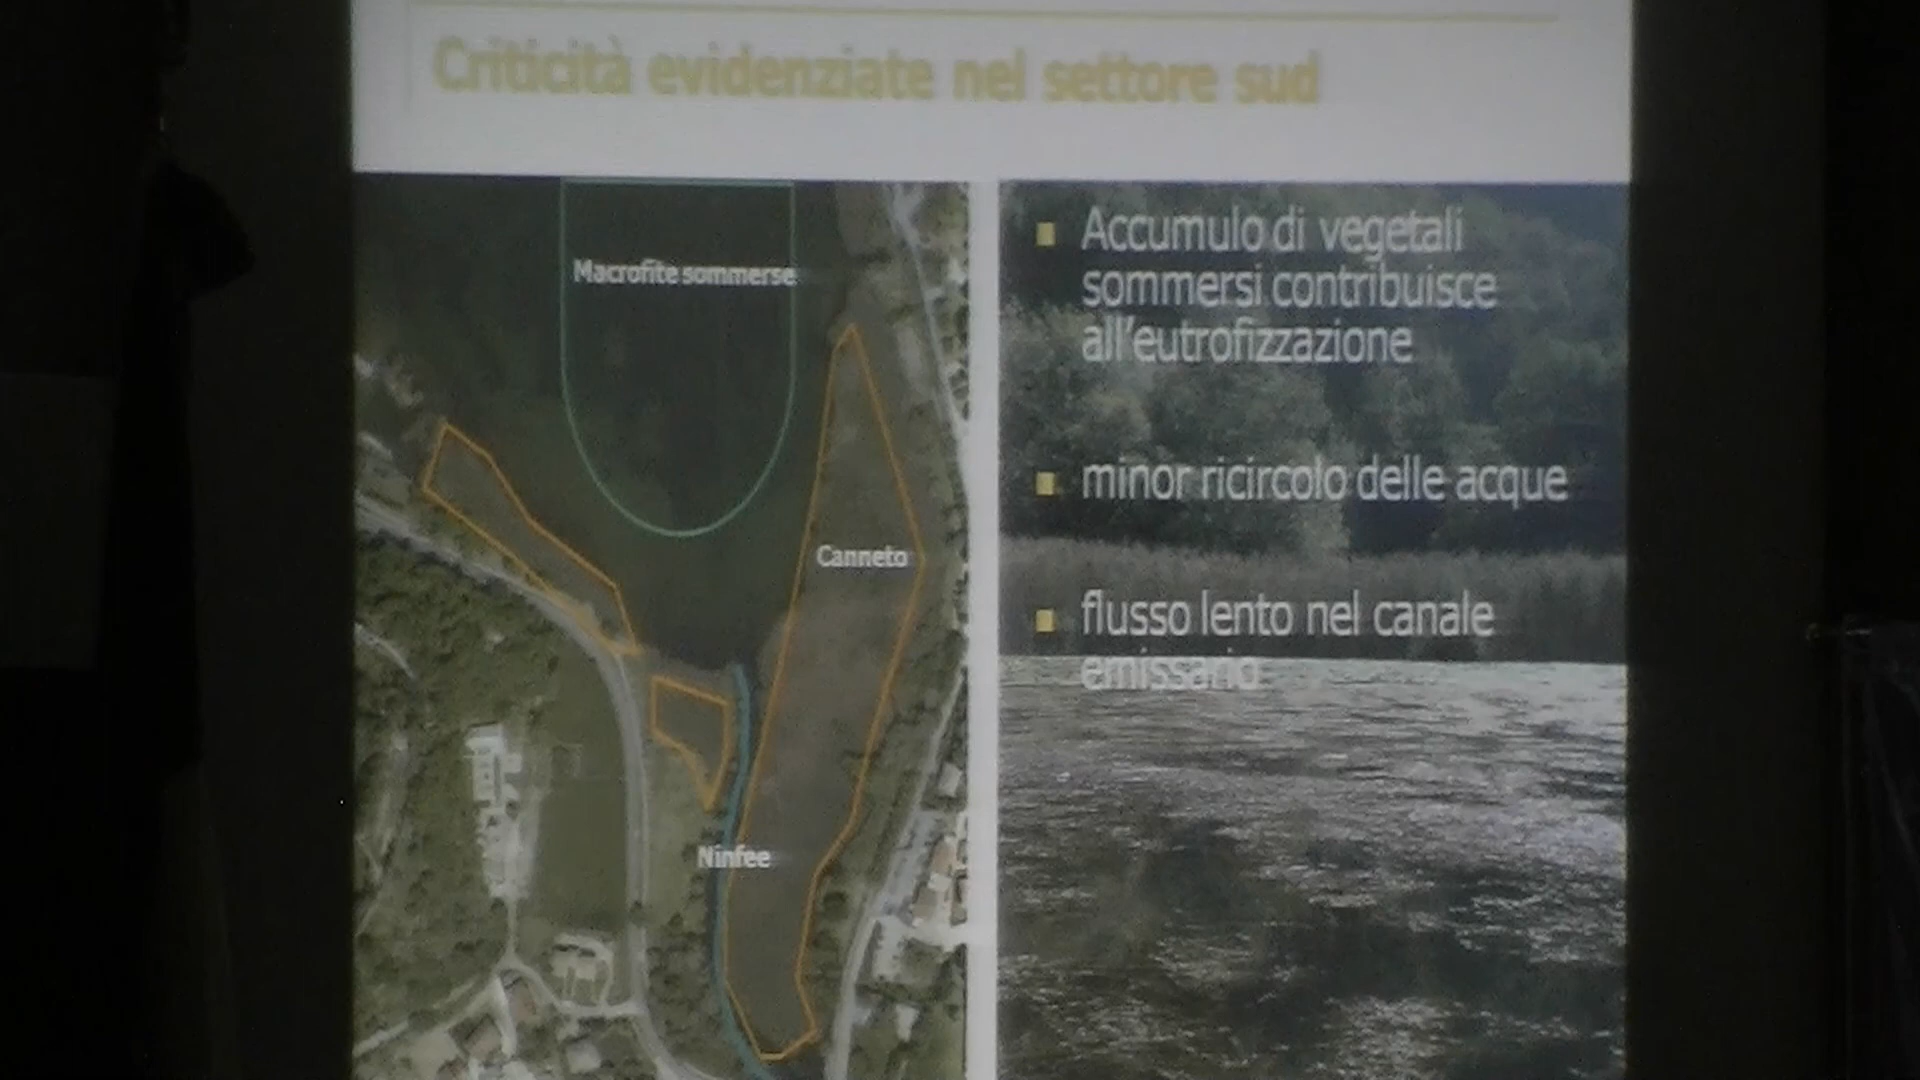 Criticità evidenziate nel settore sud
Macrofite sommerse
Canneto
Ninfee
Accumulo di vegetali
sommersi contribuisce
all'eutrofizzazione
minor ricircolo delle acque
flusso lento nel canale
emissario